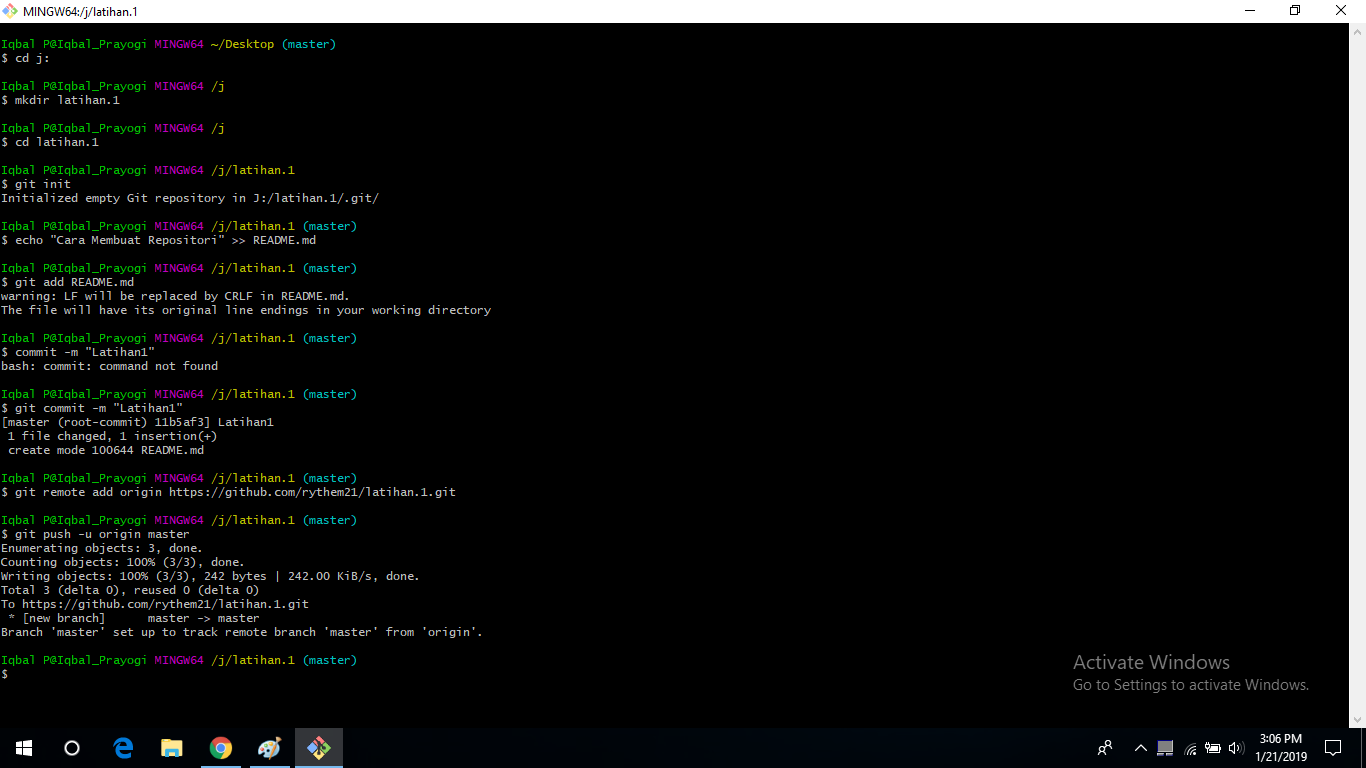 MINGW64:/j/latihan.1
Iqbal P@Iqbal_Prayogi MINGW64 ~/Desktop (master)
$ cd j:
Iqbal P@Iqbal_Prayogi MINGW64 /j
$ mkdir latihan.1
Iqbal P@Iqbal_Prayogi MINGW64 /j
$ cd latihan.1
Iqbal P@Iqbal_Prayogi MINGW64 /j/latihan.1
$ git init
Initialized empty Git repository in J:/latihan.1/.git/
Iqbal P@Iqbal_Prayogi MINGW64 /j/latihan.1 (master)
$ echo "Cara Membuat Repositori" >> README.md
Iqbal P@Iqbal_Prayogi MINGW64 /j/latihan.1 (master)
$ git add README.md
warning: LF will be replaced by CRLF in README.md.
The file will have its original line endings in your working directory
Iqbal P@Iqbal_Prayogi MINGW64 /j/latihan.1 (master)
$ commit -m "Latihan1"
bash: commit: command not found
Iqbal P@Iqbal_Prayogi MINGW64 /j/latihan.1 (master)
$ git commit -m "Latihan1"
[master (root-commit) 11b5af3] Latihan1
 1 file changed, 1 insertion(+)
 create mode 100644 README.md
Iqbal P@Iqbal_Prayogi MINGW64 /j/latihan.1 (master)
$ git remote add origin https://github.com/rythem21/latihan.1.git
Iqbal P@Iqbal_Prayogi MINGW64 /j/latihan.1 (master)
$ git push -u origin master
Enumerating objects: 3, done.
Counting objects: 100% (3/3), done.
Writing objects: 100% (3/3), 242 bytes | 242.00 KiB/s, done.
Total 3 (delta 0), reused 0 (delta 0)
To https://github.com/rythem21/latihan.1.git
 * [new branch]      master -> master
Branch 'master' set up to track remote branch 'master' from 'origin'.
Iqbal P@Iqbal_Prayogi MINGW64 /j/latihan.1 (master)
$
Activate Windows
Go to Settings to activate Windows.
3:06 PM
1/21/2019